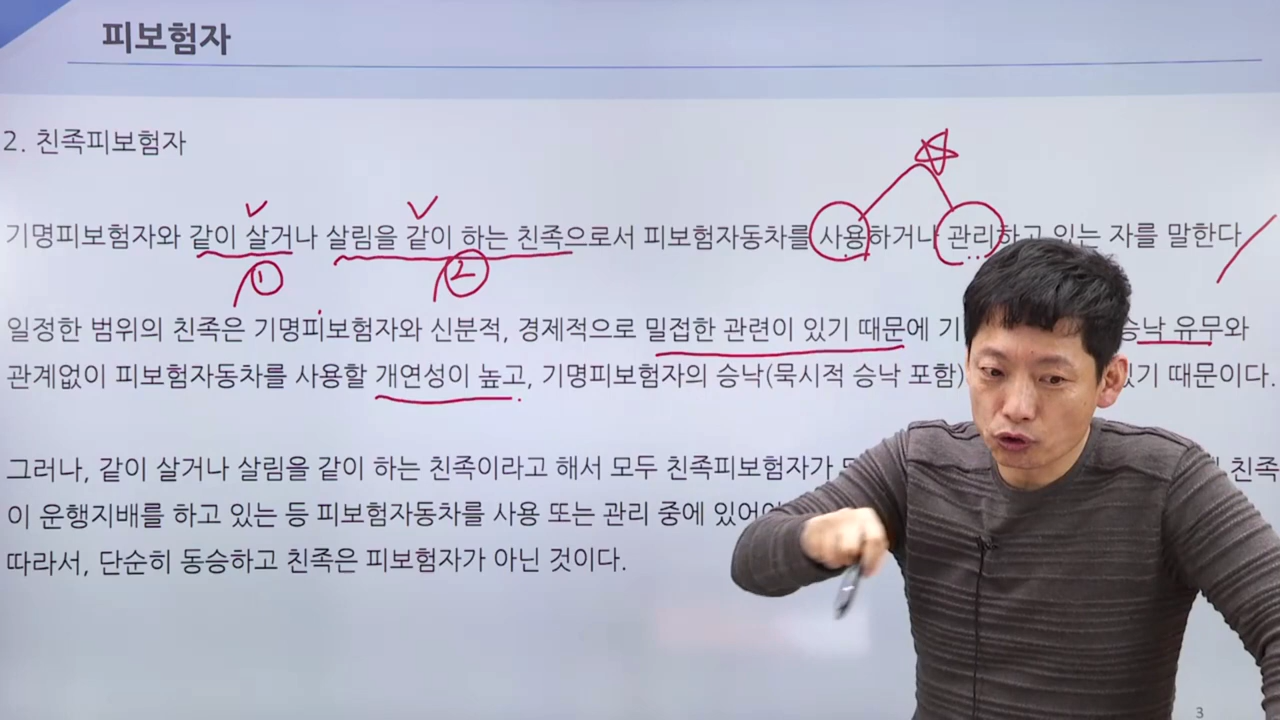 피보험자
2. 친족피보험자
기명피보험자와 같이 살거나 살림을 같이 하는 친족으로서 피보험자동차를 사용하거나 관리하고 있는 자를 말한다
1 2
일정한 범위의 친족은 기명피보험자와 신분적, 경제적으로 밀접한 관련이 있기 때문에 승낙 유무와
관계없이 피보험자동차를 사용할 개연성이 높고, 기명피보험자의 승낙(묵시적 승낙 포함) 있기 때문이다.
그러나, 같이 살거나 살림을 같이 하는 친족이라고 해서 모두 친족피보험자가 친족
이 운행지배를 하고 있는 등 피보험자동차를 사용 또는 관리 중에
따라서, 단순히 동승하고 친족은 피보험자가 아닌 것이다.
3